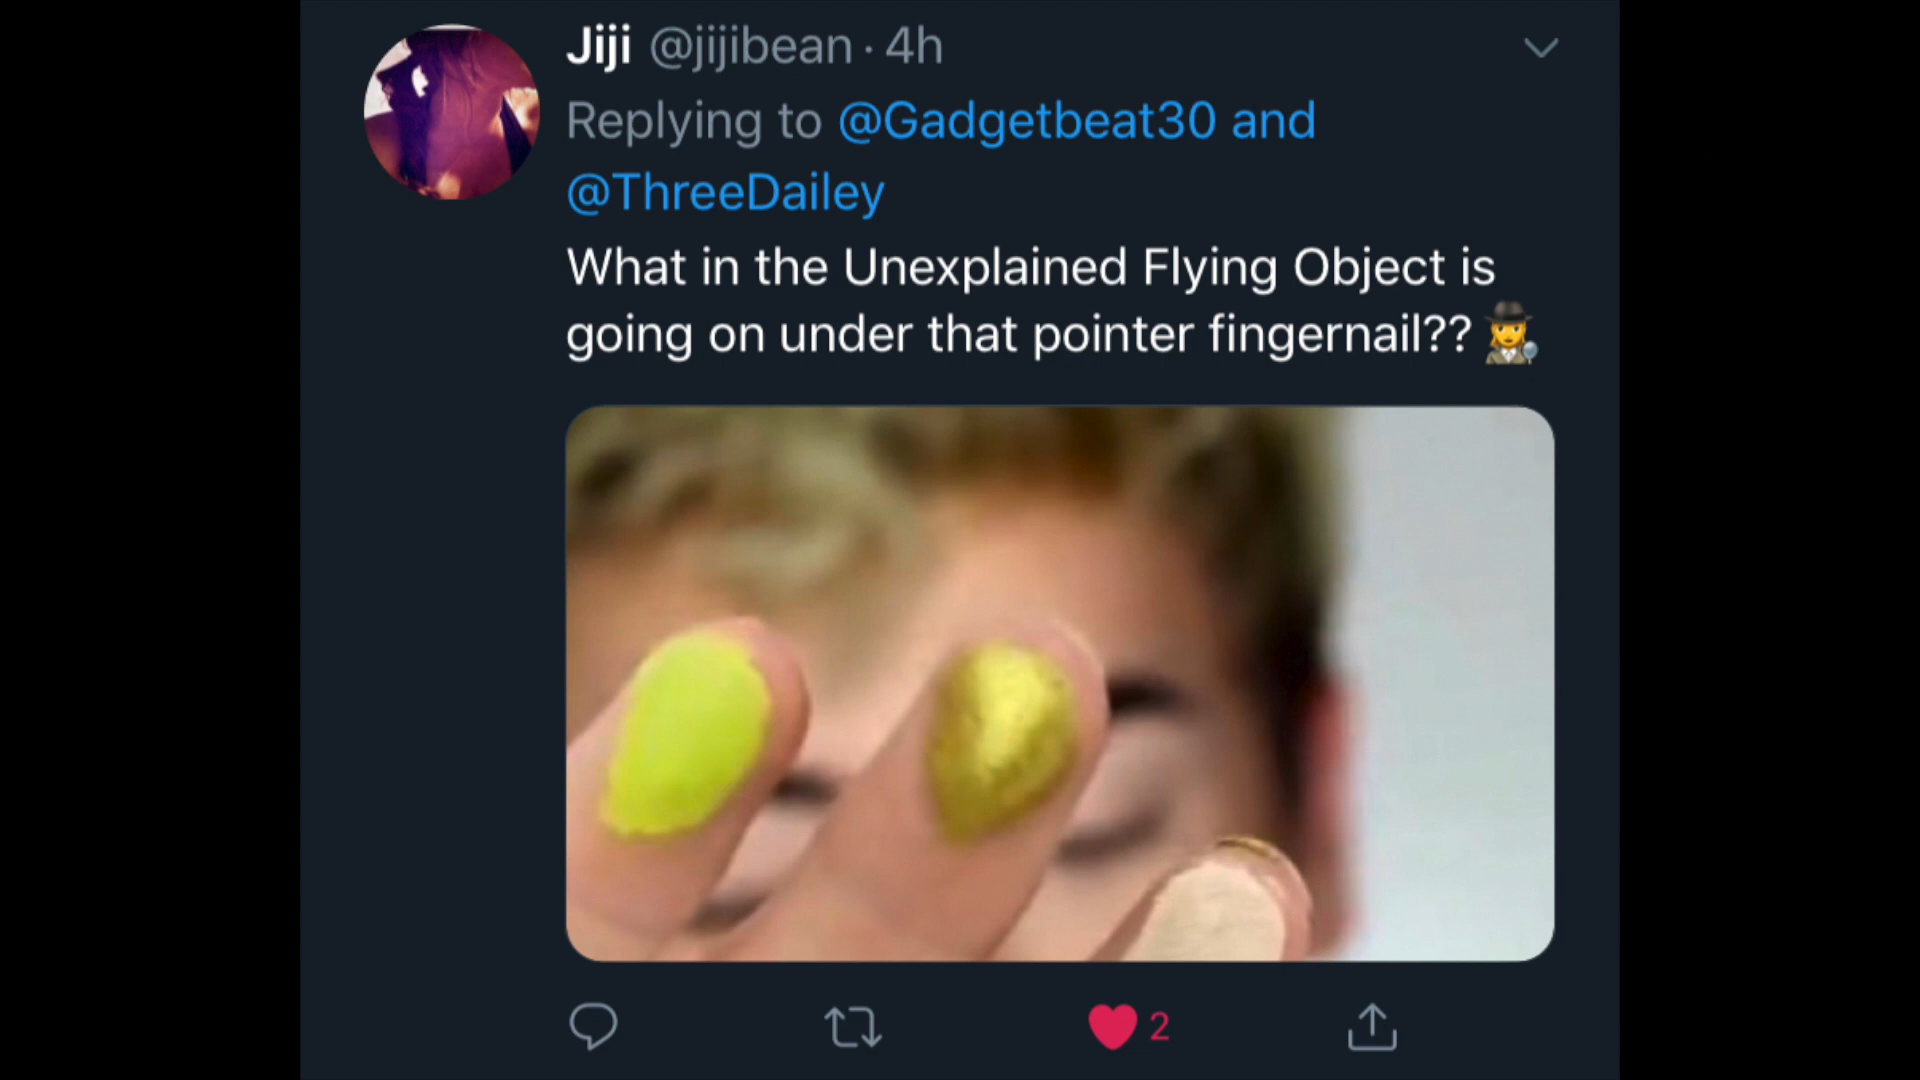 Jiji @jijibean · 4h
Replying to @Gadgetbeat30 and
@ThreeDailey
What in the Unexplained Flying Object is
going on under that pointer fingernail?? 🕵️‍♀️
2